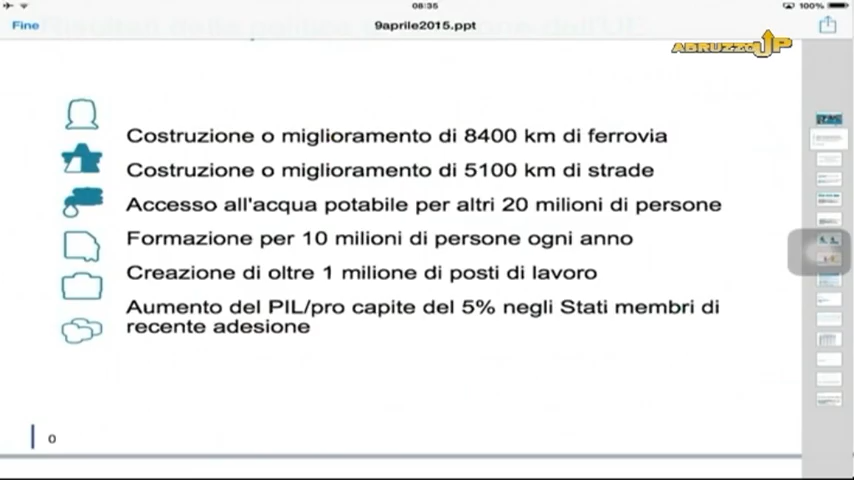 08:35
100%
Fine
9aprile2015.ppt
ABRUZZOUP
Costruzione o miglioramento di 8400 km di ferrovia
Costruzione o miglioramento di 5100 km di strade
Accesso all'acqua potabile per altri 20 milioni di persone
Formazione per 10 milioni di persone ogni anno
Creazione di oltre 1 milione di posti di lavoro
Aumento del PIL/pro capite del 5% negli Stati membri di
recente adesione
0